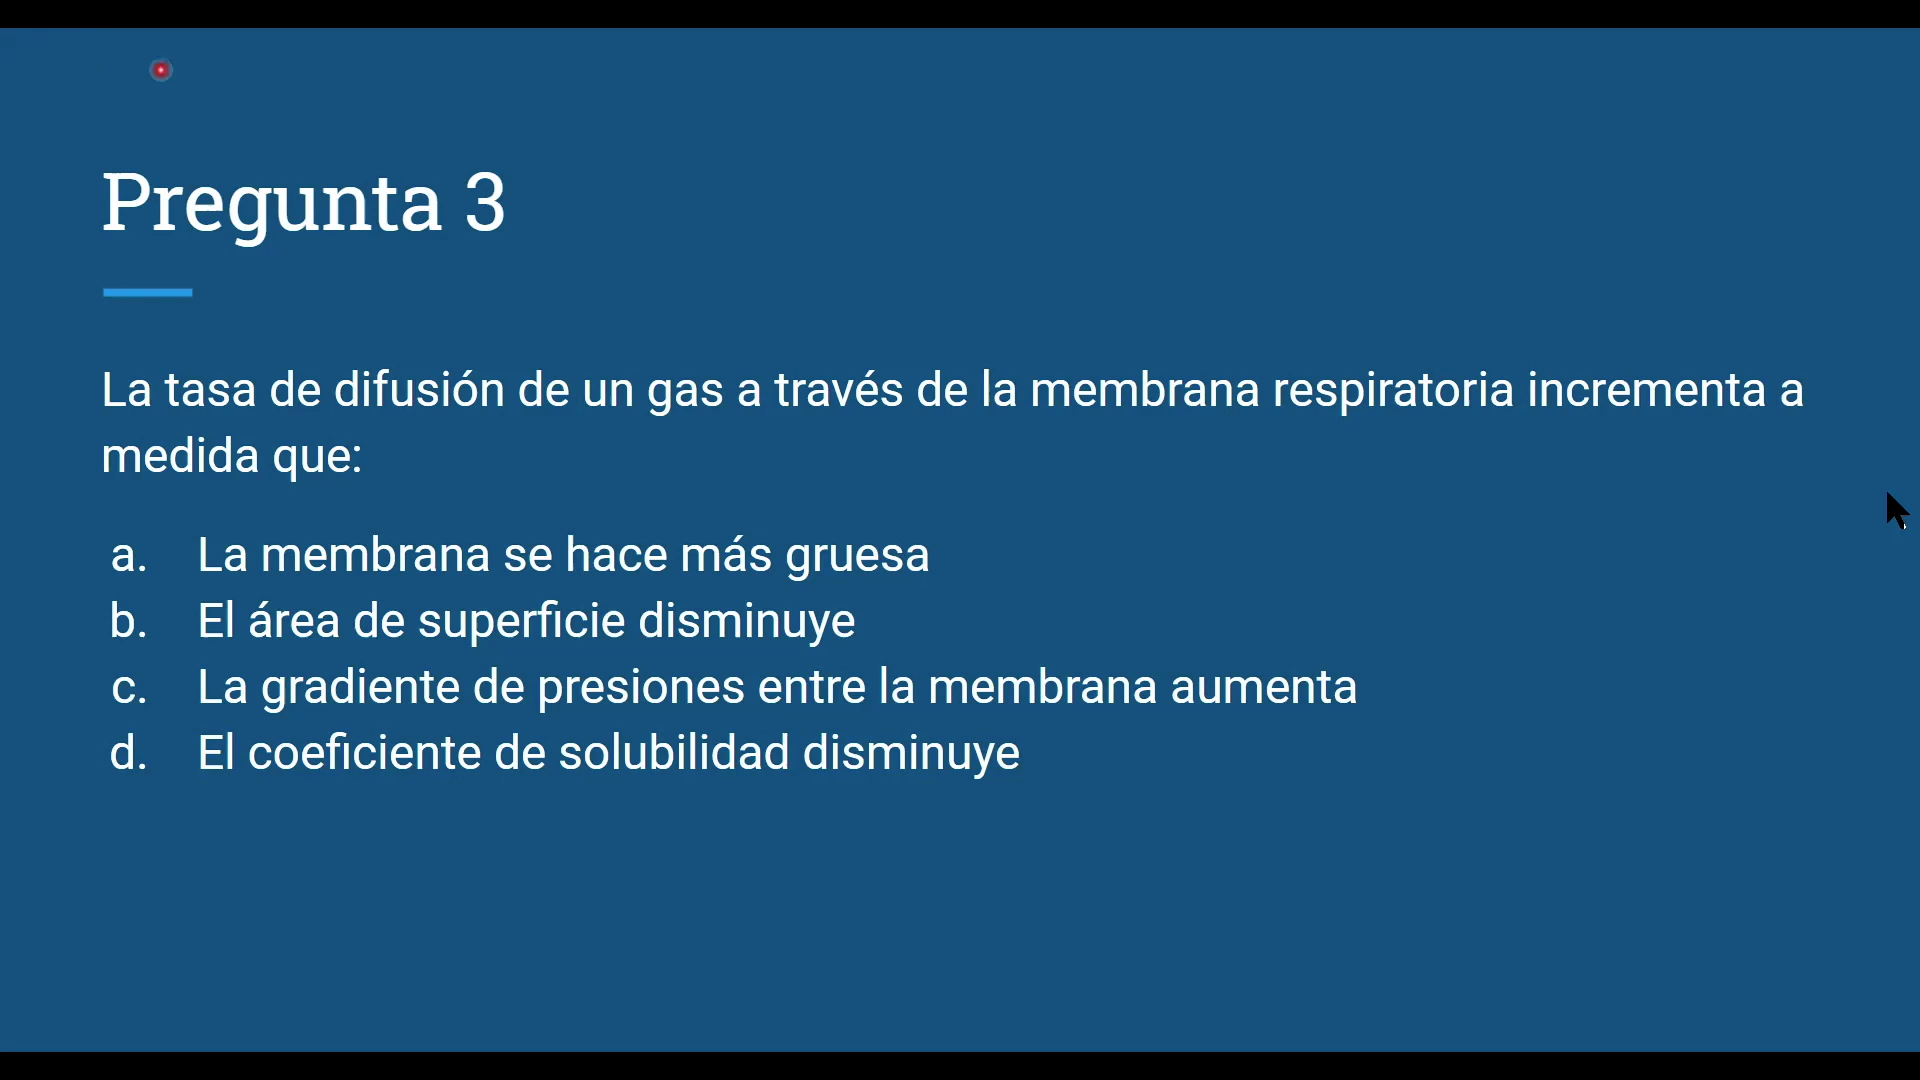 Pregunta 3
La tasa de difusión de un gas a través de la membrana respiratoria incrementa a
medida que:
a. La membrana se hace más gruesa
b. El área de superficie disminuye
c. La gradiente de presiones entre la membrana aumenta
d. El coeficiente de solubilidad disminuye